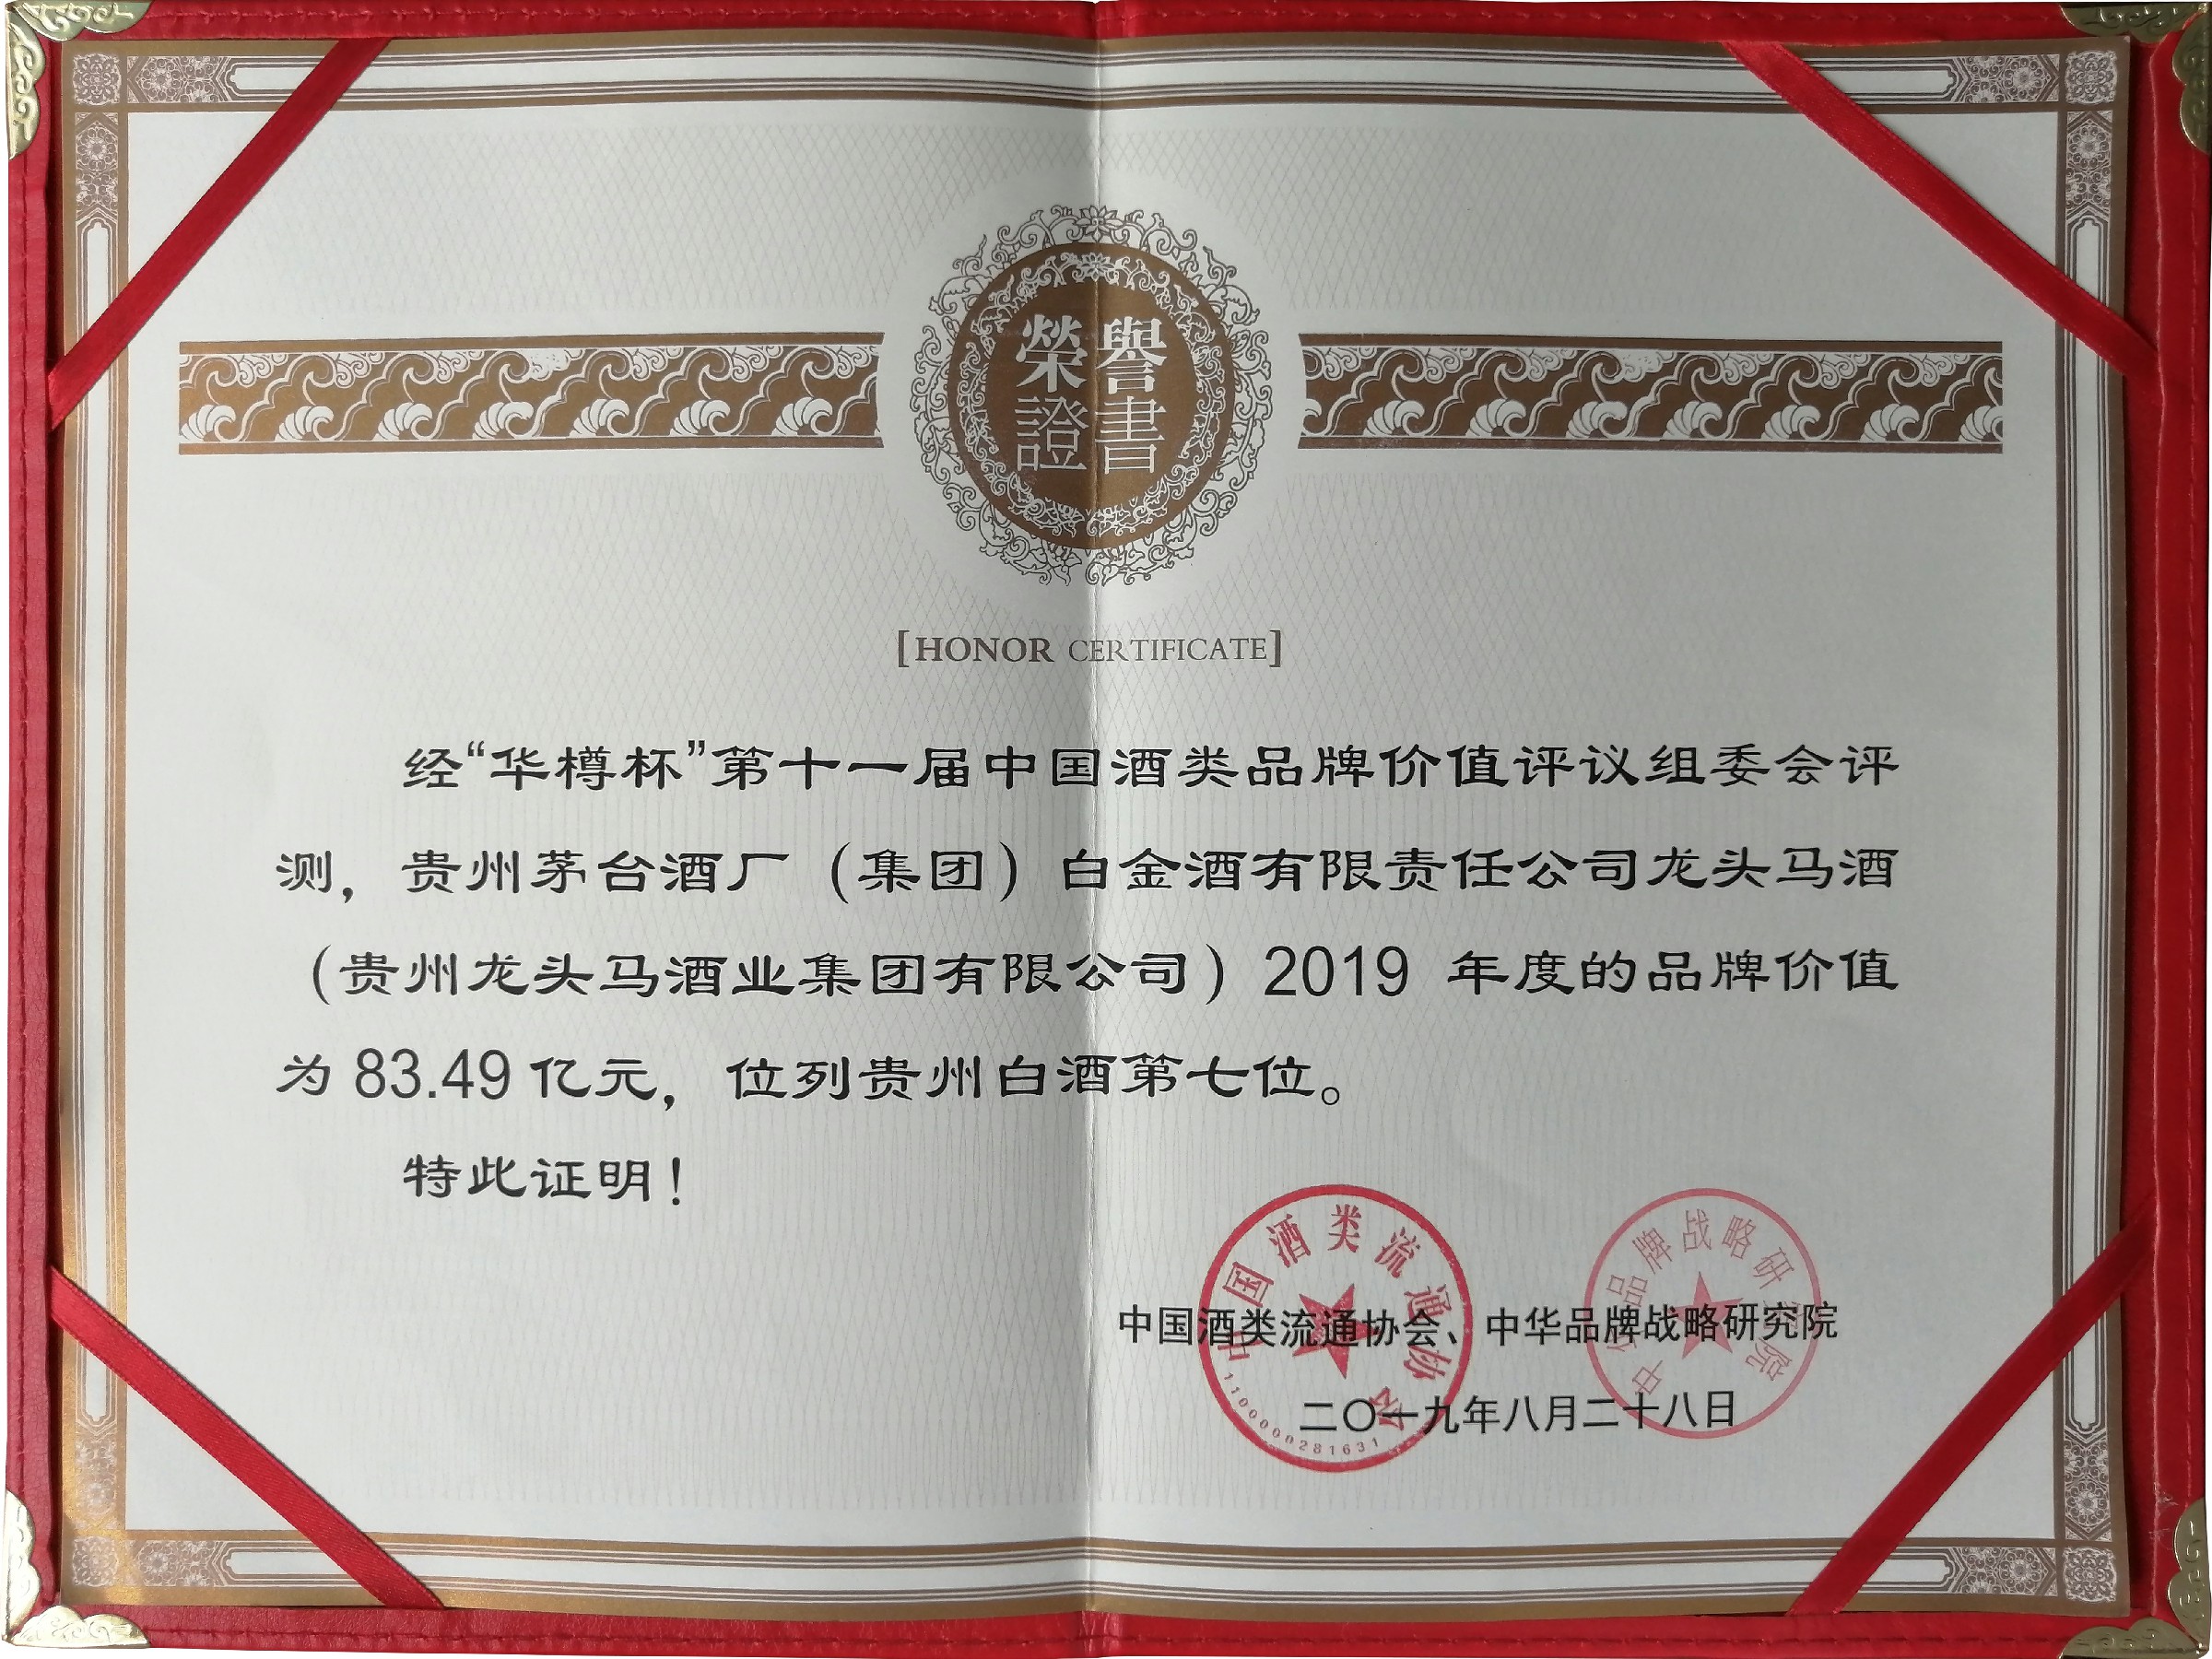 榮譽
證書
[HONOR CERTIFICATE]
经“华樽杯”第十一届中国酒类品牌价值评议组委会评
测，贵州茅台酒厂（集团）白金酒有限责任公司龙头马酒
（贵州龙头马酒业集团有限公司）2019 年度的品牌价值
为 83.49 亿元，位列贵州白酒第七位。
特此证明！
中国酒类流通协会
中华品牌战略研究院
中国酒类流通协会、中华品牌战略研究院
二〇一九年八月二十八日
1100000281631